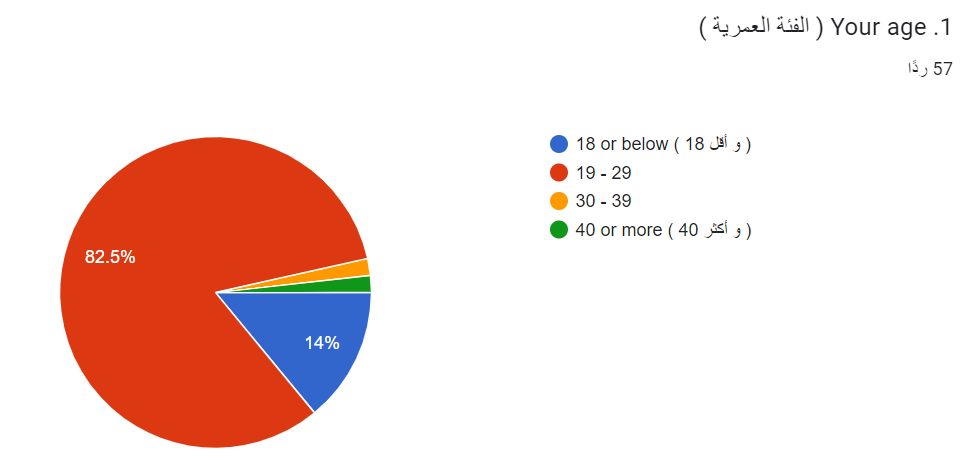 1. Your age ( الفئة العمرية )
57 ردًا
18 or below ( و أقل 18 )
19 - 29
30 - 39
40 or more ( و أكثر 40 )
82.5%
14%